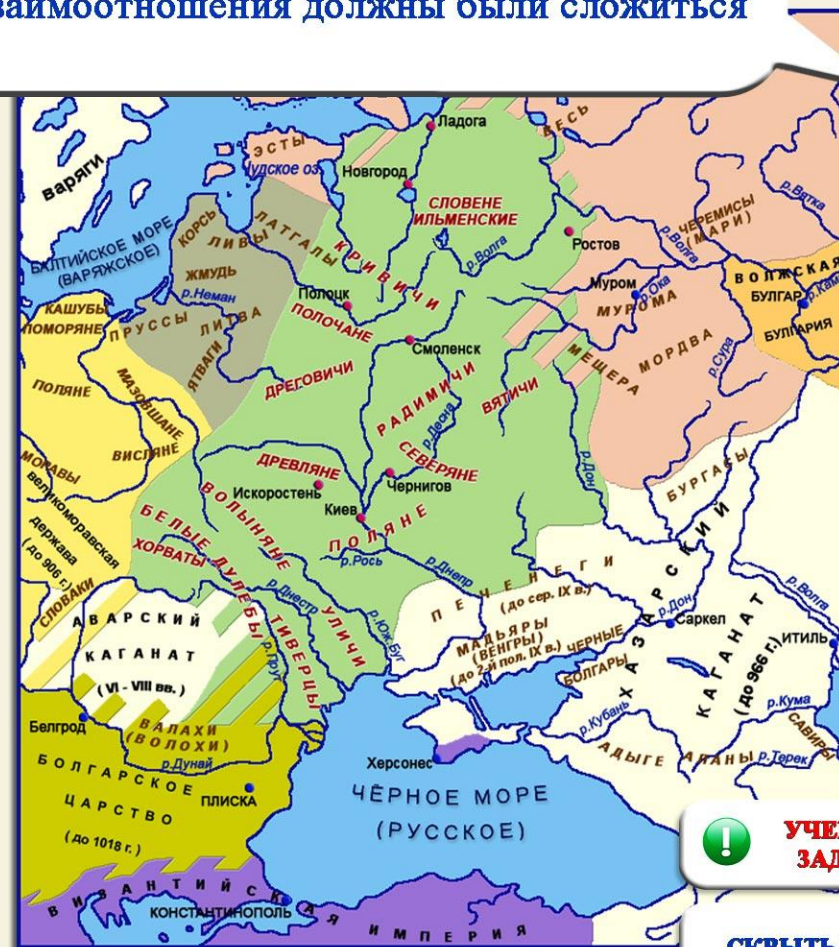 должны были сложиться
Ладога
ВЕСЬ
варяги
ЭСТЫ
Чудское оз.
Новгород
СЛОВЕНЕ
ИЛЬМЕНСКИЕ
р.Вятка
ЧЕРЕМИСЫ
(МАРИ)
БАЛТИЙСКОЕ МОРЕ
(ВАРЯЖСКОЕ)
КОРСЬ
ЛИВЫ
ЛАТГАЛЫ
КРИВИЧИ
р.Волга
Ростов
р.Волга
ЖМУДЬ
р.Неман
Полоцк
ПОЛОЧАНЕ
Муром
р.Ока
МУРОМА
ВОЛЖСКАЯ
БУЛГАР
р.Кам
БУЛГАРИЯ
КАШУБЫ
ПОМОРЯНЕ
ПРУССЫ
ЛИТВА
ЯТВЯГИ
Смоленск
МЕЩЕРА
МОРДВА
р.Сура
ПОЛЯНЕ
МАЗОВШАНЕ
ДРЕГОВИЧИ
РАДИМИЧИ
ВЯТИЧИ
р.Десна
ВИСЛЯНЕ
МОРАВЫ
великоморавская
держава
(до 906 г.)
ДРЕВЛЯНЕ
СЕВЕРЯНЕ
Искоростень
Чернигов
р.Дон
БУРТАСЫ
ВОЛЫНЯНЕ
Киев
ПОЛЯНЕ
БЕЛЫЕ
ХОРВАТЫ
ДУЛЕБЫ
р.Рось
р.Днепр
СЛОВАКИ
р.Днестр
ПЕЧЕНЕГИ
(до сер. IX в.)
р.Волга
АВАРСКИЙ
КАГАНАТ
(VI - VIII вв.)
ТИВЕРЦЫ
УЛИЧИ
р.Юж.Буг
р.Прут
МАДЬЯРЫ
(ВЕНГРЫ)
(до 2-й пол. IX в.)
ЧЕРНЫЕ
БОЛГАРЫ
р.Дон
Саркел
ХАЗАРСКИЙ
КАГАНАТ
(до 966 г.)
ИТИЛЬ
Белгрод
ВАЛАХИ
(ВОЛОХИ)
р.Дунай
р.Кубань
р.Кума
САВИРЫ
АДЫГЕ
АЛАНЫ
р.Терек
БОЛГАРСКОЕ
ЦАРСТВО
(до 1018 г.)
ПЛИСКА
Херсонес
ЧЁРНОЕ МОРЕ
(РУССКОЕ)
ВИЗАНТИЙСКАЯ ИМПЕРИЯ
КОНСТАНТИНОПОЛЬ
СКРЫТЬ